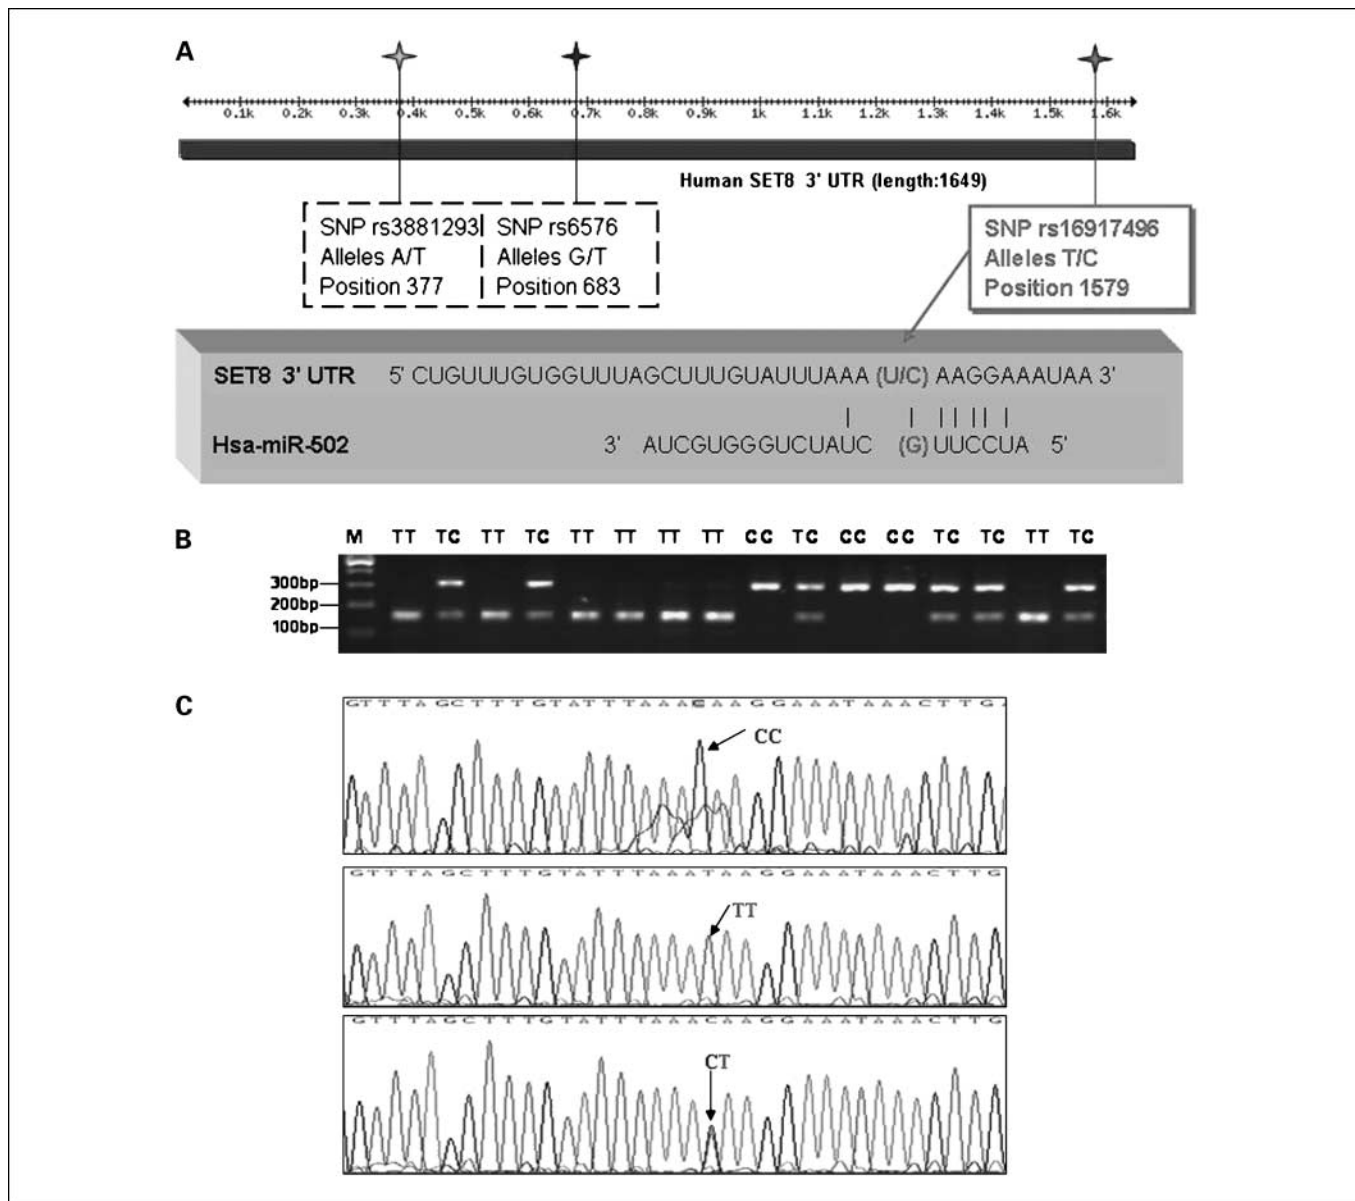 A
0.1k 0.2k 0.3k 0.4k 0.5k 0.6k 0.7k 0.8k 0.9k 1k 1.1k 1.2k 1.3k 1.4k 1.5k 1.6k
Human SET8 3' UTR (length:1649)
SNP rs3881293
Alleles A/T
Position 377
SNP rs6576
Alleles G/T
Position 683
SNP rs16917496
Alleles T/C
Position 1579
SET8 3' UTR 5' CUGUUUGUGGUUUAGCUUUGUAUUUAAA (U/C) AAGGAAAUAA 3'
Hsa-miR-502 3' AUCGUGGGUCUAUC (G) UUCCUA 5'
B
M TT TC TT TC TT TT TT TT CC TC CC CC TC TC TT TC
300bp
200bp
100bp
C
GTTTAGCTTTGTATTTAAACAAGGAAATAAACTTG
CC
GTTTAGCTTTGTATTTAAATAAGGAAATAAACTTG
TT
GTTTAGCTTTGTATTTAAACAAGGAAATAAACTTG
CT